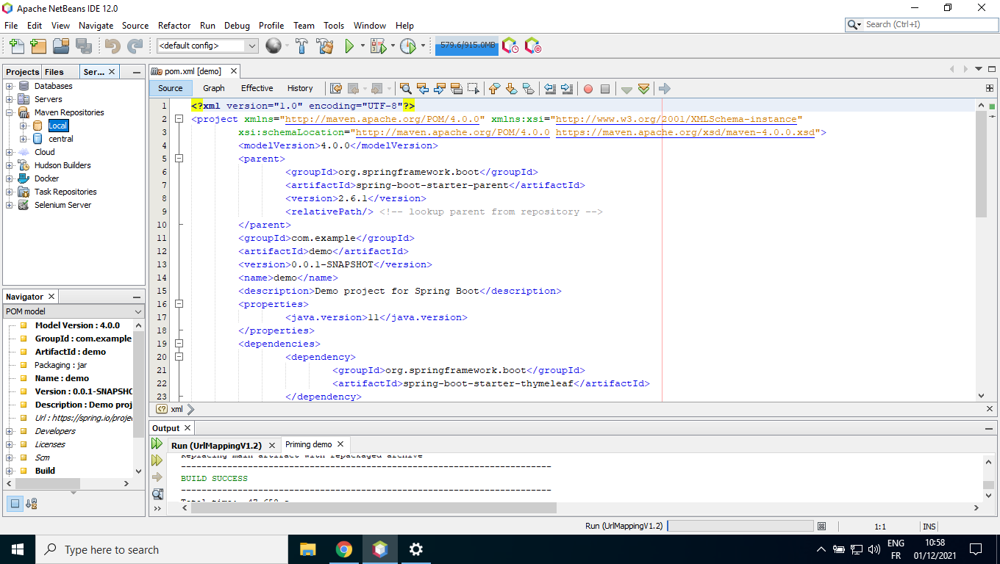 Apache NetBeans IDE 12.0
File Edit View Navigate Source Refactor Run Debug Profile Team Tools Window Help
Search (Ctrl+I)
<default config>
579.6/915.0MB
Projects Files Ser...
Databases
Servers
Maven Repositories
Local
central
Cloud
Hudson Builders
Docker
Task Repositories
Selenium Server
pom.xml [demo]
Source Graph Effective History
1 <?xml version="1.0" encoding="UTF-8"?>
2 <project xmlns="http://maven.apache.org/POM/4.0.0" xmlns:xsi="http://www.w3.org/2001/XMLSchema-instance"
3 xsi:schemaLocation="http://maven.apache.org/POM/4.0.0 https://maven.apache.org/xsd/maven-4.0.0.xsd">
4 <modelVersion>4.0.0</modelVersion>
5 <parent>
6 <groupId>org.springframework.boot</groupId>
7 <artifactId>spring-boot-starter-parent</artifactId>
8 <version>2.6.1</version>
9 <relativePath/> <!-- lookup parent from repository -->
10 </parent>
11 <groupId>com.example</groupId>
12 <artifactId>demo</artifactId>
13 <version>0.0.1-SNAPSHOT</version>
14 <name>demo</name>
15 <description>Demo project for Spring Boot</description>
16 <properties>
17 <java.version>11</java.version>
18 </properties>
19 <dependencies>
20 <dependency>
21 <groupId>org.springframework.boot</groupId>
22 <artifactId>spring-boot-starter-thymeleaf</artifactId>
23 </dependency>
xml
Navigator
POM model
Model Version : 4.0.0
GroupId : com.example
ArtifactId : demo
Packaging : jar
Name : demo
Version : 0.0.1-SNAPSHO
Description : Demo proj
Url : https://spring.io/proje
Developers
Licenses
Scm
Build
Output
Run (UrlMappingV1.2) Priming demo
Replacing main artifact with repackaged archive
------------------------------------------------------------------------
BUILD SUCCESS
------------------------------------------------------------------------
Total time: 47.650 s
Run (UrlMappingV1.2)
1:1 INS
Type here to search
ENG
FR
10:58
01/12/2021